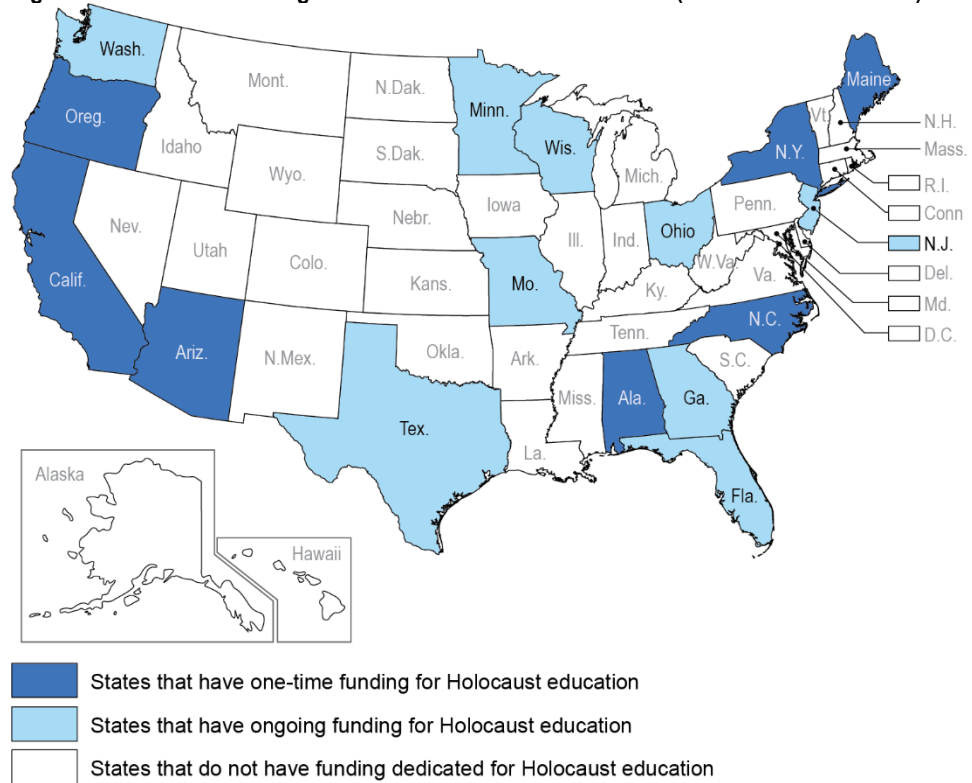 Wash.
Mont.
N.Dak.
Minn.
Maine
Oreg.
Idaho
S.Dak.
Wis.
Vt.
N.H.
Wyo.
Mich.
N.Y.
Mass.
R.I.
Nev.
Nebr.
Iowa
Penn.
Conn
Utah
Ill.
Ind.
Ohio
N.J.
Calif.
Colo.
Kans.
Mo.
Ky.
W.Va.
Va.
Del.
Md.
D.C.
Ariz.
N.Mex.
Okla.
Ark.
Tenn.
N.C.
S.C.
Tex.
Miss.
Ala.
Ga.
La.
Fla.
Alaska
Hawaii
States that have one-time funding for Holocaust education
States that have ongoing funding for Holocaust education
States that do not have funding dedicated for Holocaust education